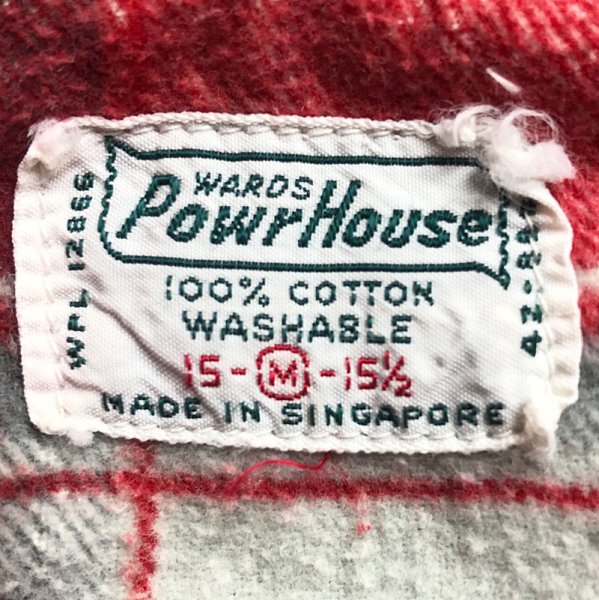 WARDS
PowrHouse
100% COTTON
WASHABLE
15-M-15½
MADE IN SINGAPORE
WPL 12866